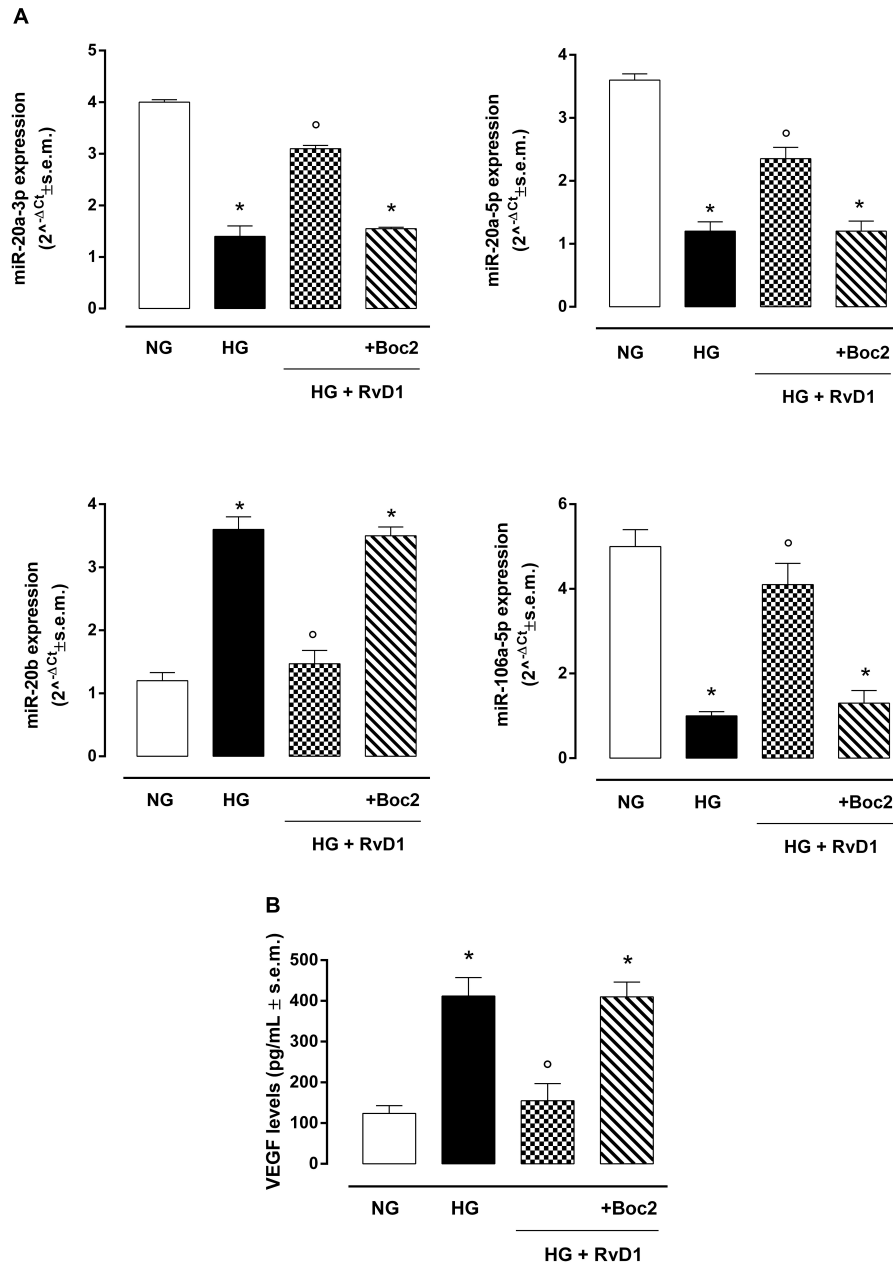 A
miR-20a-3p expression
(2^-ΔCt ± s.e.m.)
5
4
3
2
1
0
*
°
*
NG HG +Boc2
HG + RvD1
miR-20a-5p expression
(2^-ΔCt ± s.e.m.)
3.6
2.4
1.2
0
*
°
*
NG HG +Boc2
HG + RvD1
miR-20b expression
(2^-ΔCt ± s.e.m.)
4
3
2
1
0
*
°
*
NG HG +Boc2
HG + RvD1
miR-106a-5p expression
(2^-ΔCt ± s.e.m.)
6
4
2
0
*
°
*
NG HG +Boc2
HG + RvD1
B
VEGF levels (pg/mL ± s.e.m.)
500
400
300
200
100
0
*
°
*
NG HG +Boc2
HG + RvD1